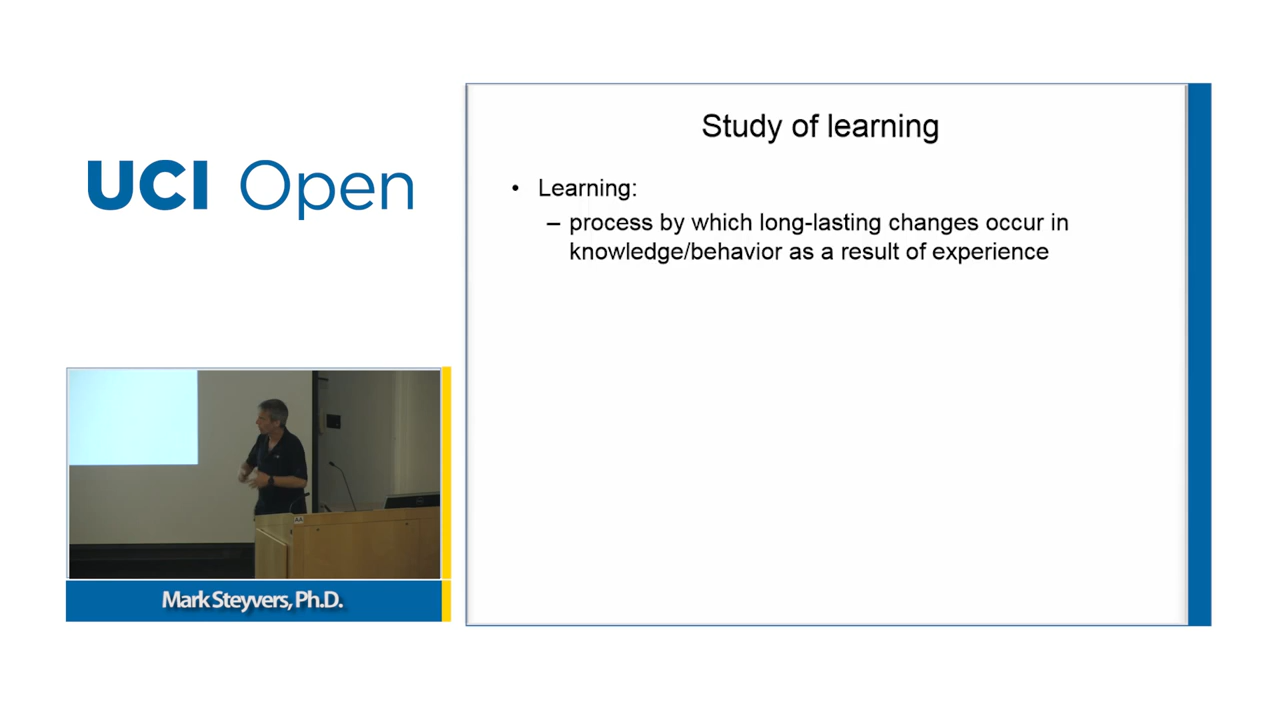 UCI Open
Study of learning
• Learning:
– process by which long-lasting changes occur in
knowledge/behavior as a result of experience
Mark Steyvers, Ph.D.